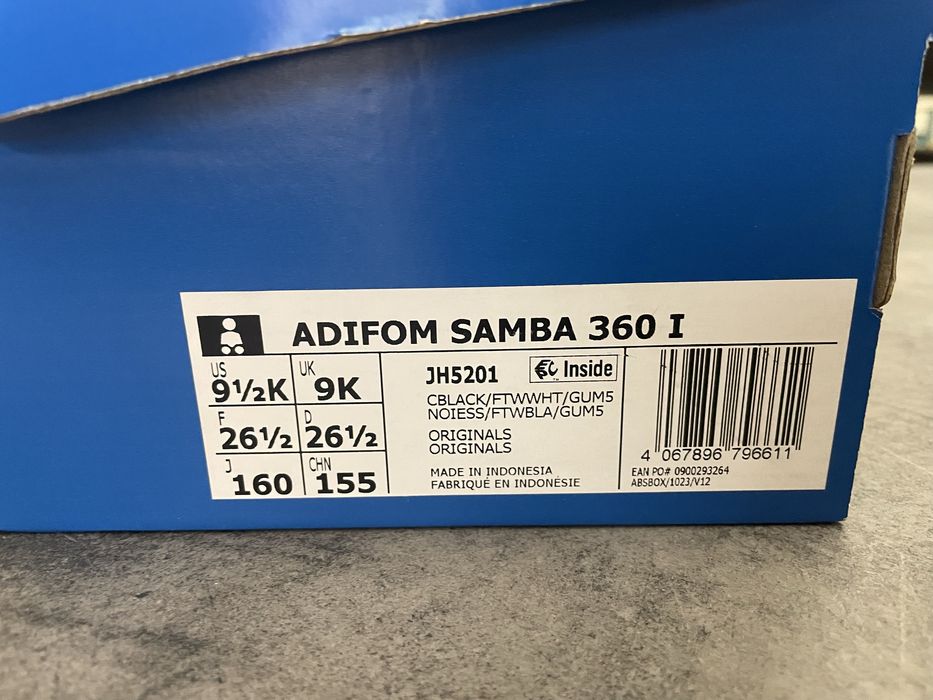 ADIFOM SAMBA 360 I
US
9½K
UK
9K
F
26½
D
26½
J
160
CHN
155
JH5201
Inside
CBLACK/FTWWHT/GUM5
NOIESS/FTWBLA/GUM5
ORIGINALS
ORIGINALS
MADE IN INDONESIA
FABRIQUÉ EN INDONÉSIE
4 067896 796611
EAN PO# 0900293264
ABSBOX/1023/V12